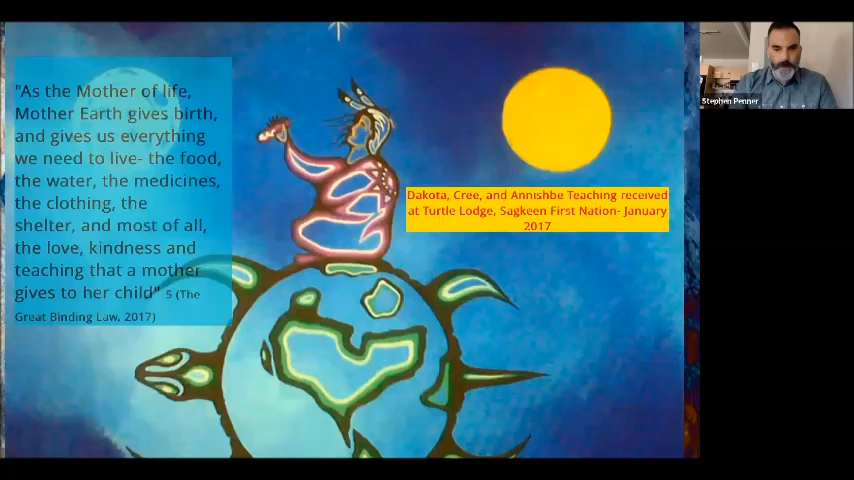 "As the Mother of life,
Mother Earth gives birth,
and gives us everything
we need to live- the food,
the water, the medicines,
the clothing, the
shelter, and most of all,
the love, kindness and
teaching that a mother
gives to her child" 5 (The
Great Binding Law, 2017)
Dakota, Cree, and Annishbe Teaching received
at Turtle Lodge, Sagkeen First Nation- January
2017
Stephen Penner